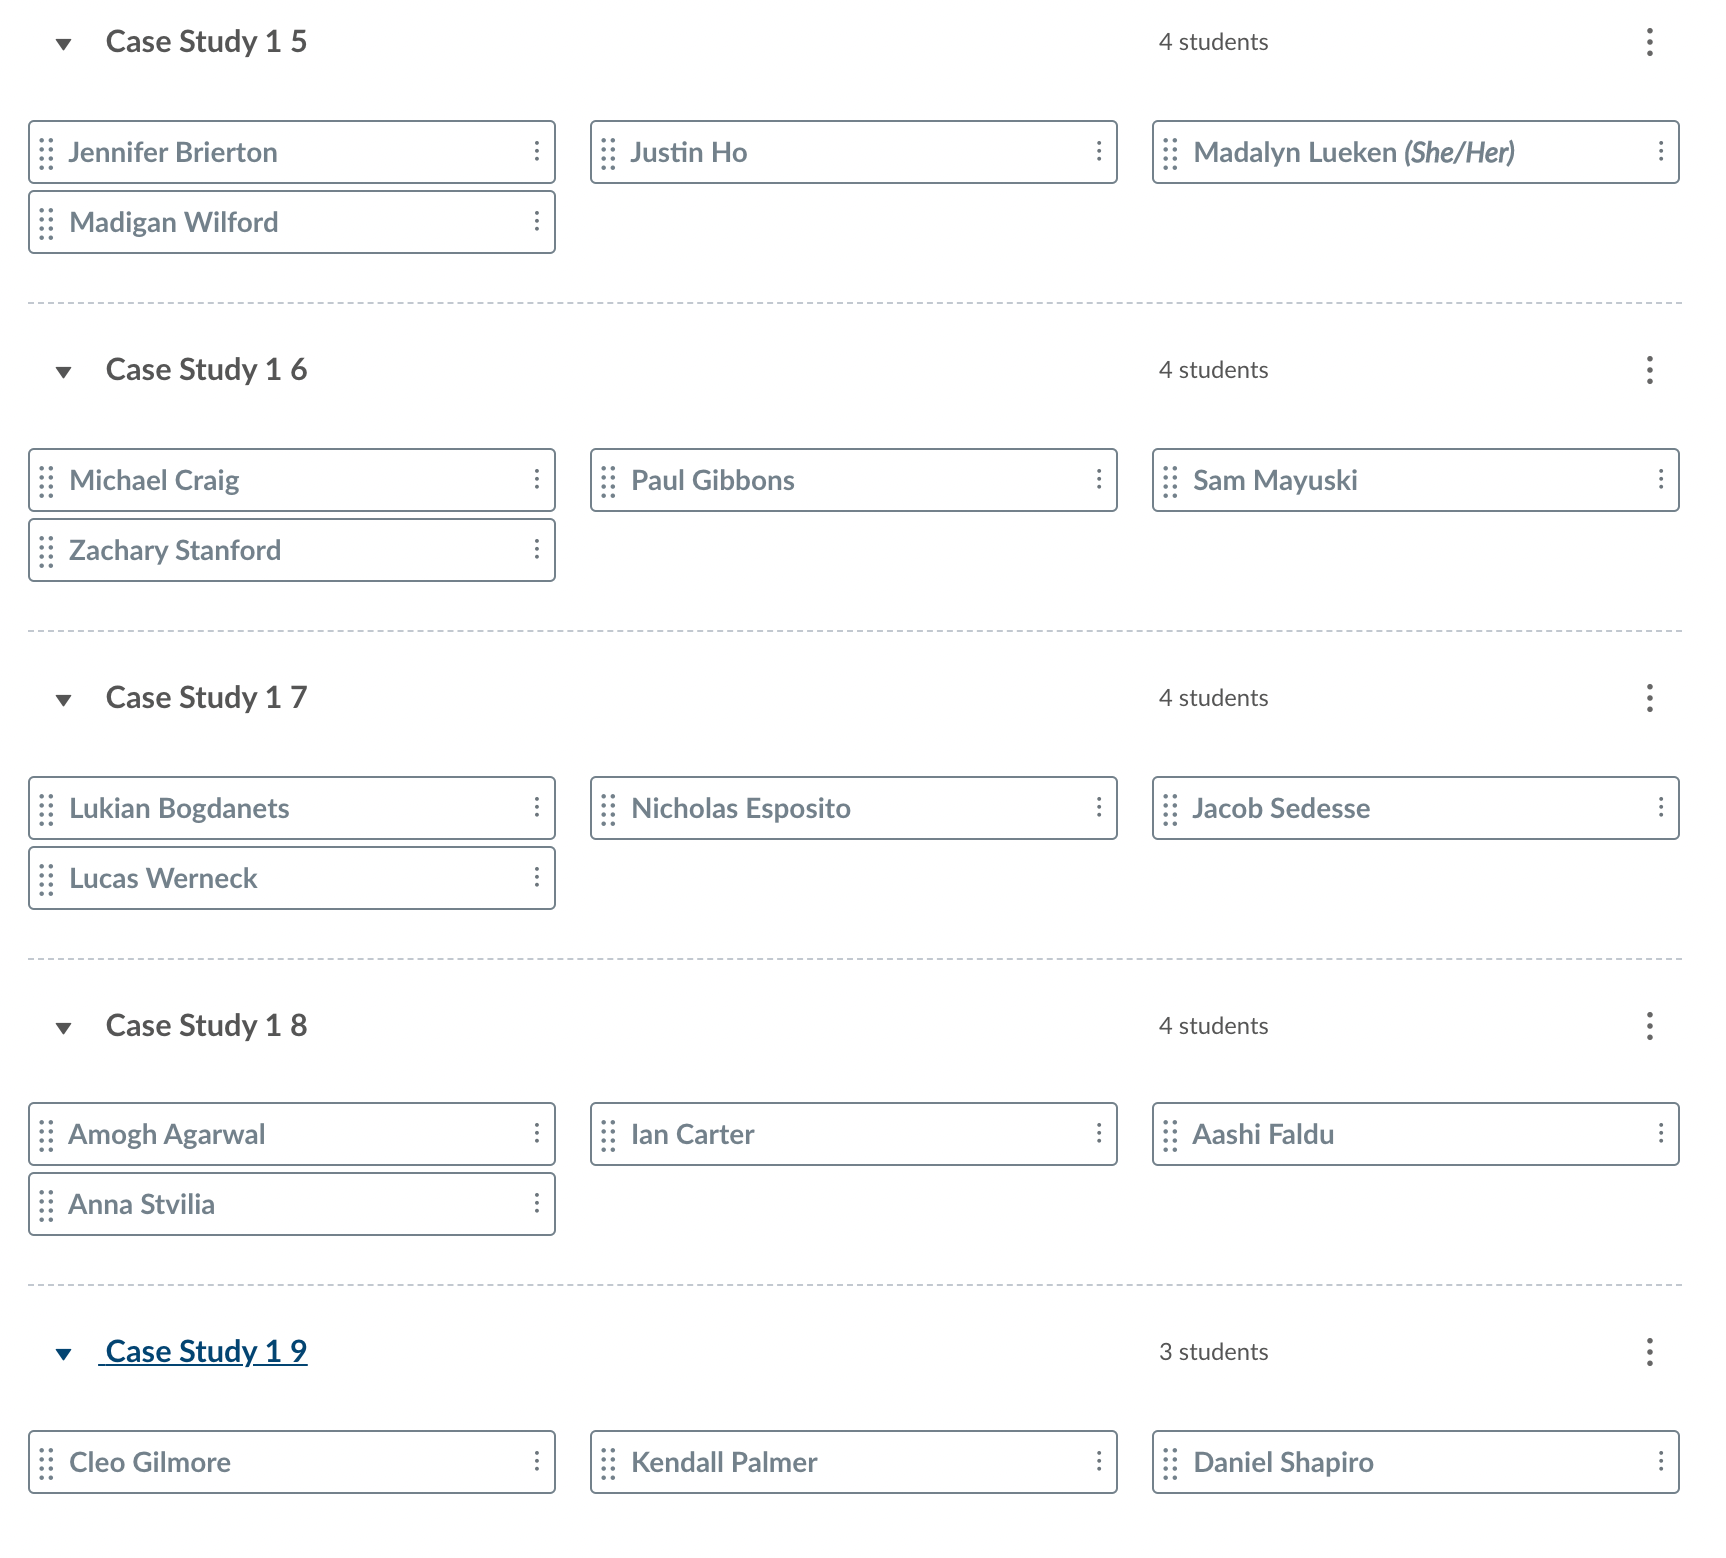 Case Study 1 5 4 students
Jennifer Brierton Justin Ho Madalyn Lueken (She/Her)
Madigan Wilford
Case Study 1 6 4 students
Michael Craig Paul Gibbons Sam Mayuski
Zachary Stanford
Case Study 1 7 4 students
Lukian Bogdanets Nicholas Esposito Jacob Sedesse
Lucas Werneck
Case Study 1 8 4 students
Amogh Agarwal Ian Carter Aashi Faldu
Anna Stvilia
Case Study 1 9 3 students
Cleo Gilmore Kendall Palmer Daniel Shapiro